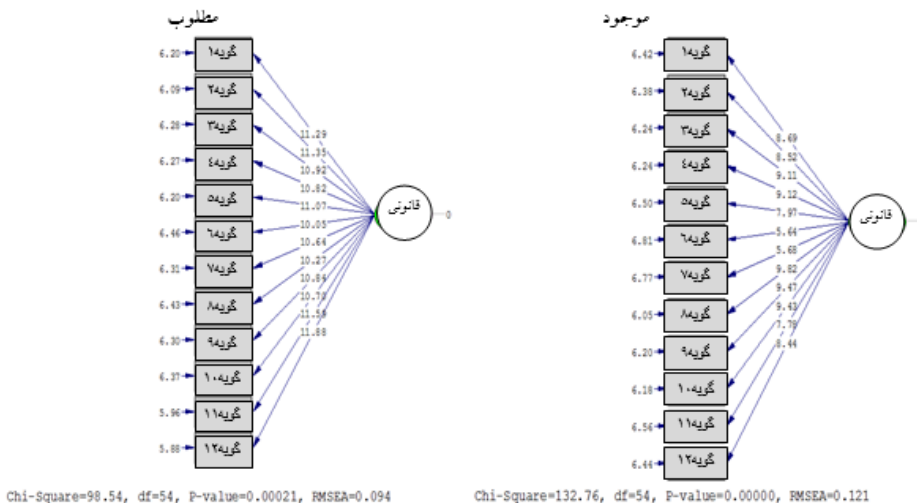 مطلوب
6.20 گویه۱
6.09 گویه۲
6.28 گویه۳
6.27 گویه٤
6.20 گویه۵
6.46 گویه٦
6.31 گویه۷
6.43 گویه۸
6.30 گویه۹
6.37 گویه۱۰
5.96 گویه۱۱
5.88 گویه۱۲
11.29
11.35
10.92
10.82
11.07
10.05
10.64
10.27
10.84
10.70
11.59
11.88
قانونی
0
Chi-Square=98.54, df=54, P-value=0.00021, RMSEA=0.094
موجود
6.42 گویه۱
6.38 گویه۲
6.24 گویه۳
6.24 گویه٤
6.50 گویه۵
6.81 گویه٦
6.77 گویه۷
6.05 گویه۸
6.20 گویه۹
6.18 گویه۱۰
6.56 گویه۱۱
6.44 گویه۱۲
8.69
8.52
9.11
9.12
7.97
5.64
5.68
9.82
9.47
9.43
7.78
8.44
قانونی
Chi-Square=132.76, df=54, P-value=0.00000, RMSEA=0.121